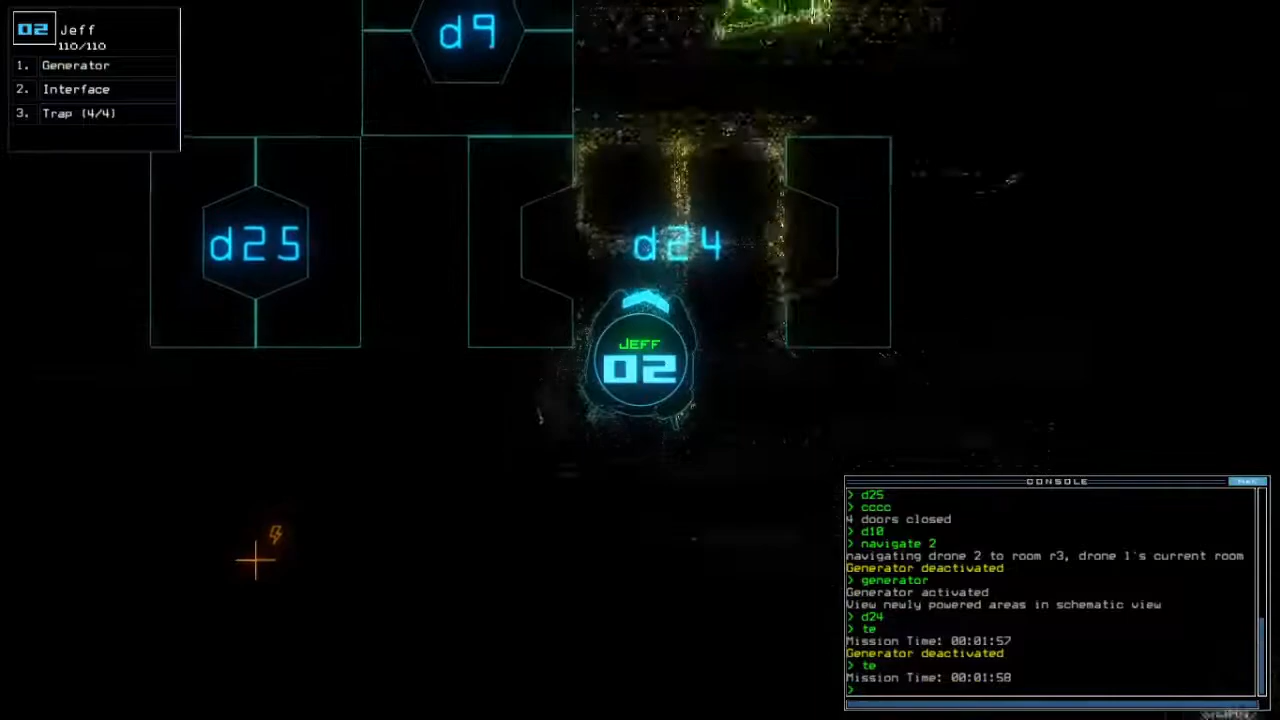 02 Jeff
110/110
1. Generator
2. Interface
3. Trap (4/4)
d9
d25
d24
JEFF
02
CONSOLE
> d25
> cccc
4 doors closed
> d10
> navigate 2
navigating drone 2 to room r3, drone 1's current room
Generator deactivated
> generator
Generator activated
View newly powered areas in schematic view
> d24
> te
Mission Time: 00:01:57
Generator deactivated
> te
Mission Time: 00:01:58
>